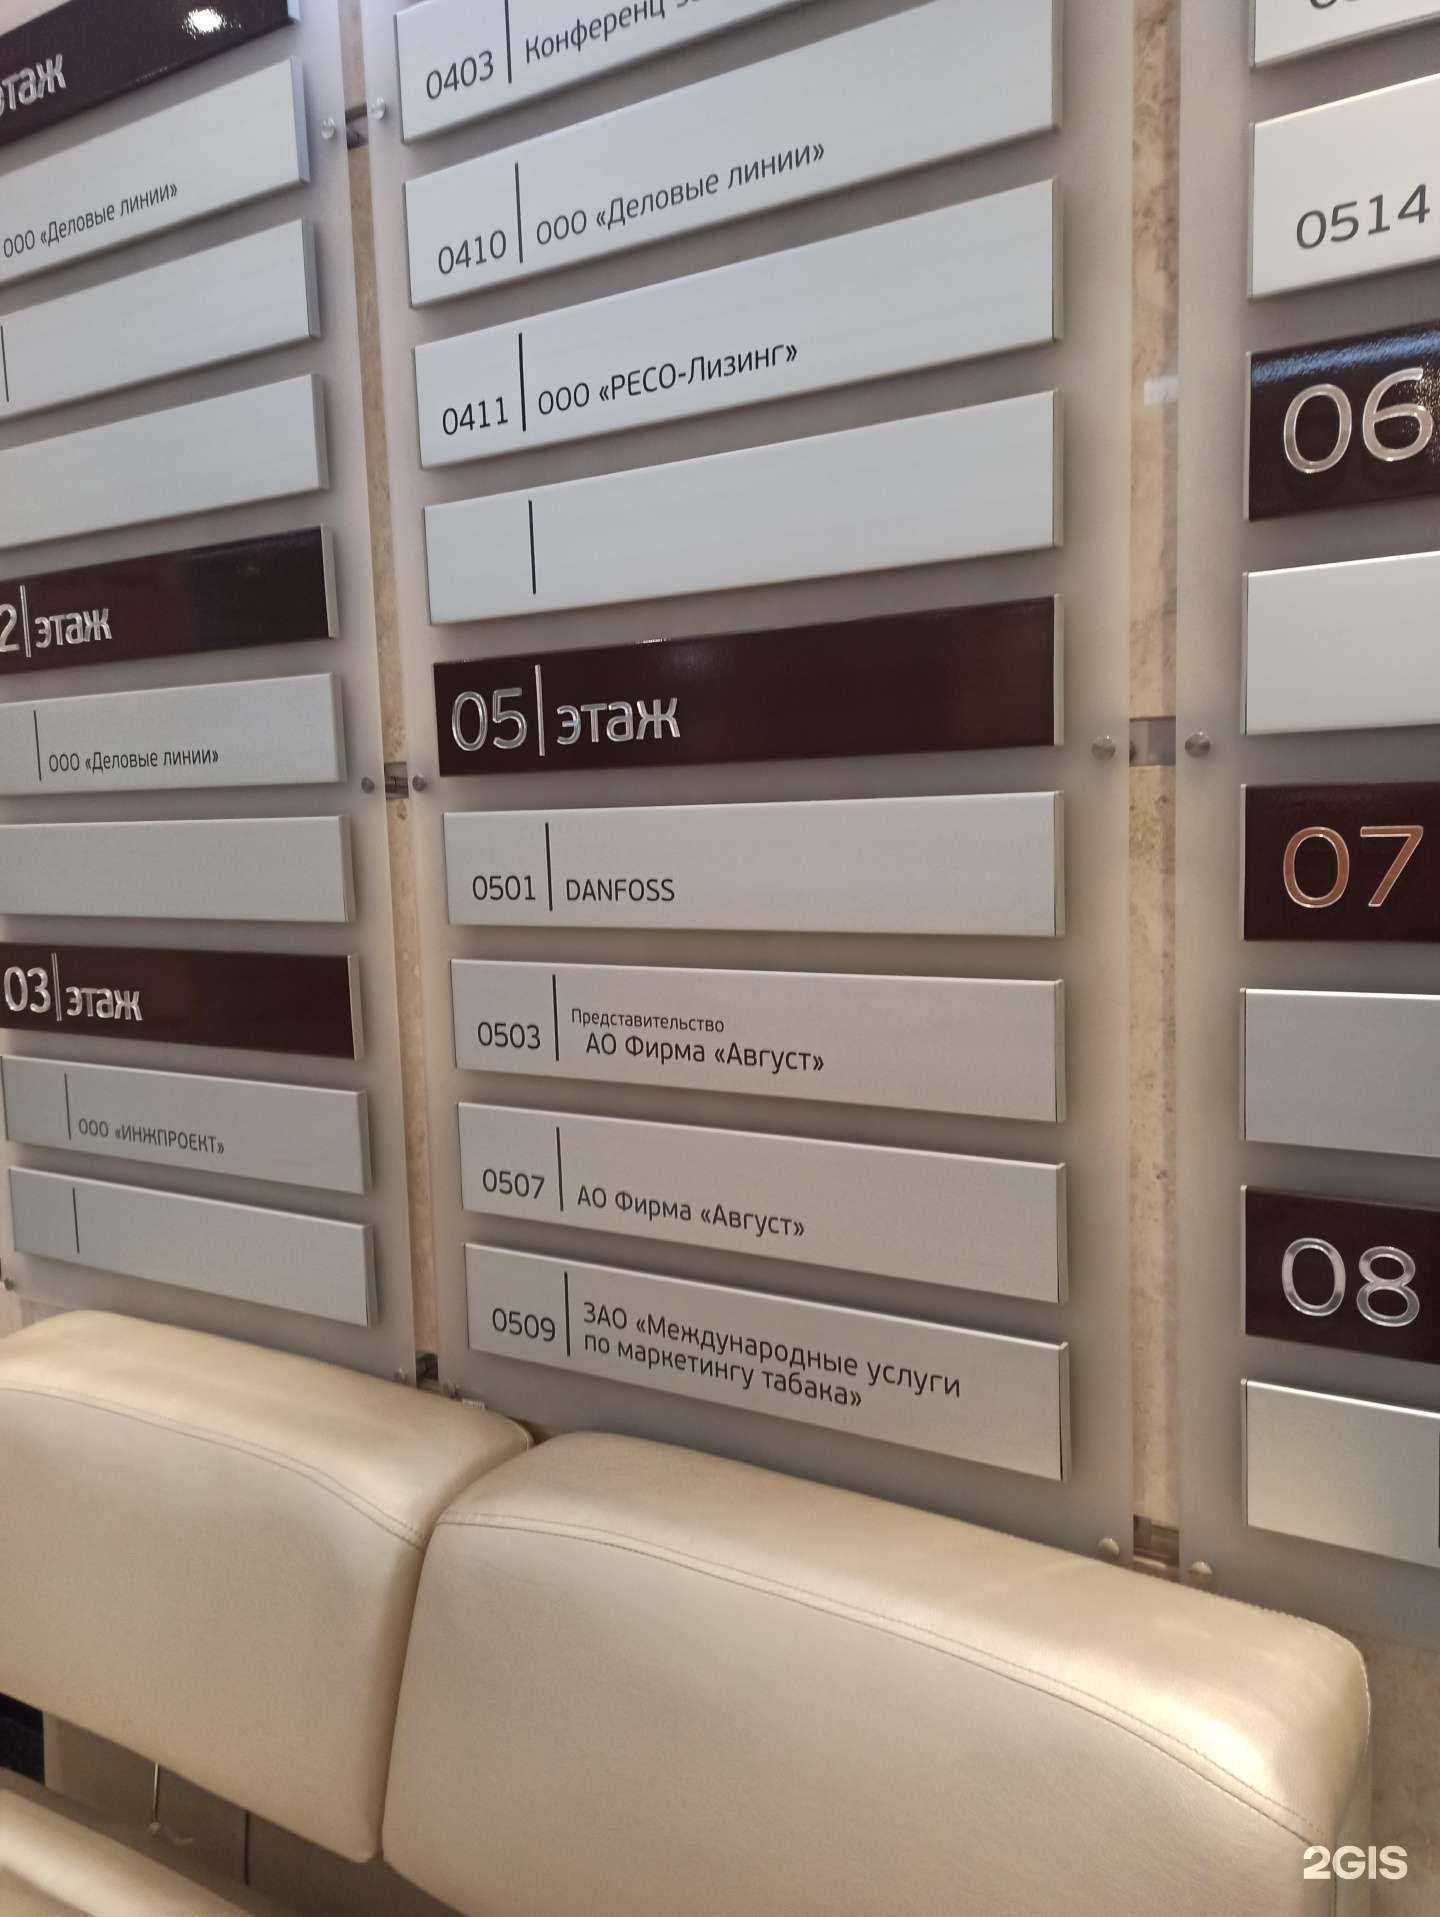 этаж
ООО «Деловые линии»
2 этаж
ООО «Деловые линии»
03 этаж
ООО «ИНЖПРОЕКТ»
0403 Конференц
0410 ООО «Деловые линии»
0411 ООО «РЕСО-Лизинг»
05 этаж
0501 DANFOSS
0503 Представительство
АО Фирма «Август»
0507 АО Фирма «Август»
0509 ЗАО «Международные услуги
по маркетингу табака»
0514
06
07
08
2GIS